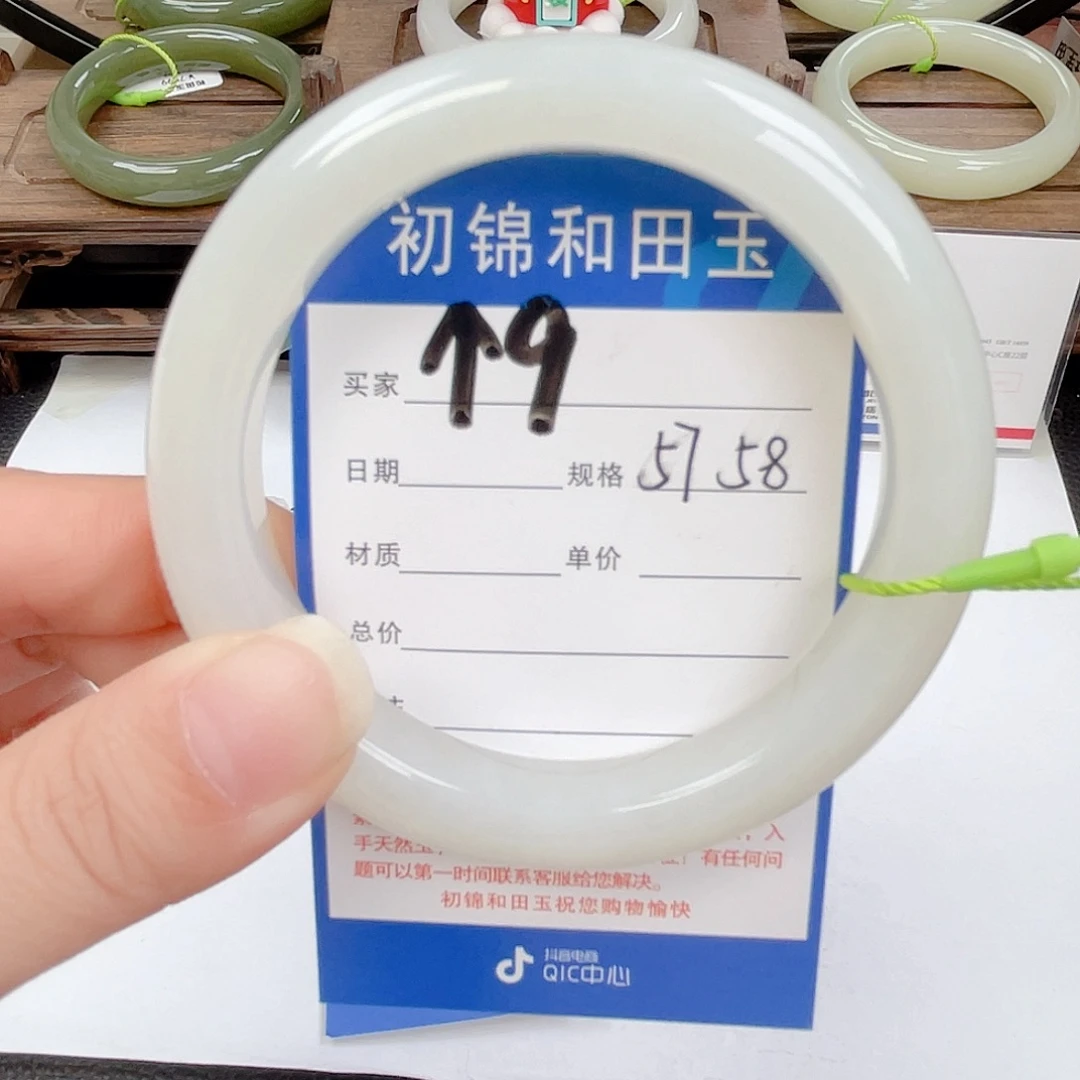 初锦和田玉
买家 ↑9
日期 规格 57 58
材质 单价
总价
手天然玉, 有任何问
题可以第一时间联系客服给您解决。
初锦和田玉祝您购物愉快
抖音电商
QIC中心